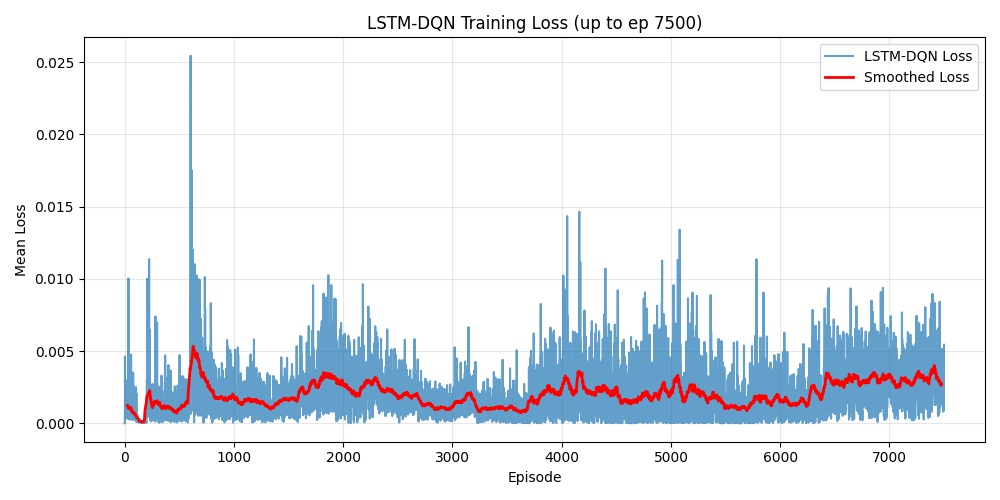 LSTM-DQN Training Loss (up to ep 7500)
LSTM-DQN Loss
Smoothed Loss
Mean Loss
0.025
0.020
0.015
0.010
0.005
0.000
0 1000 2000 3000 4000 5000 6000 7000
Episode